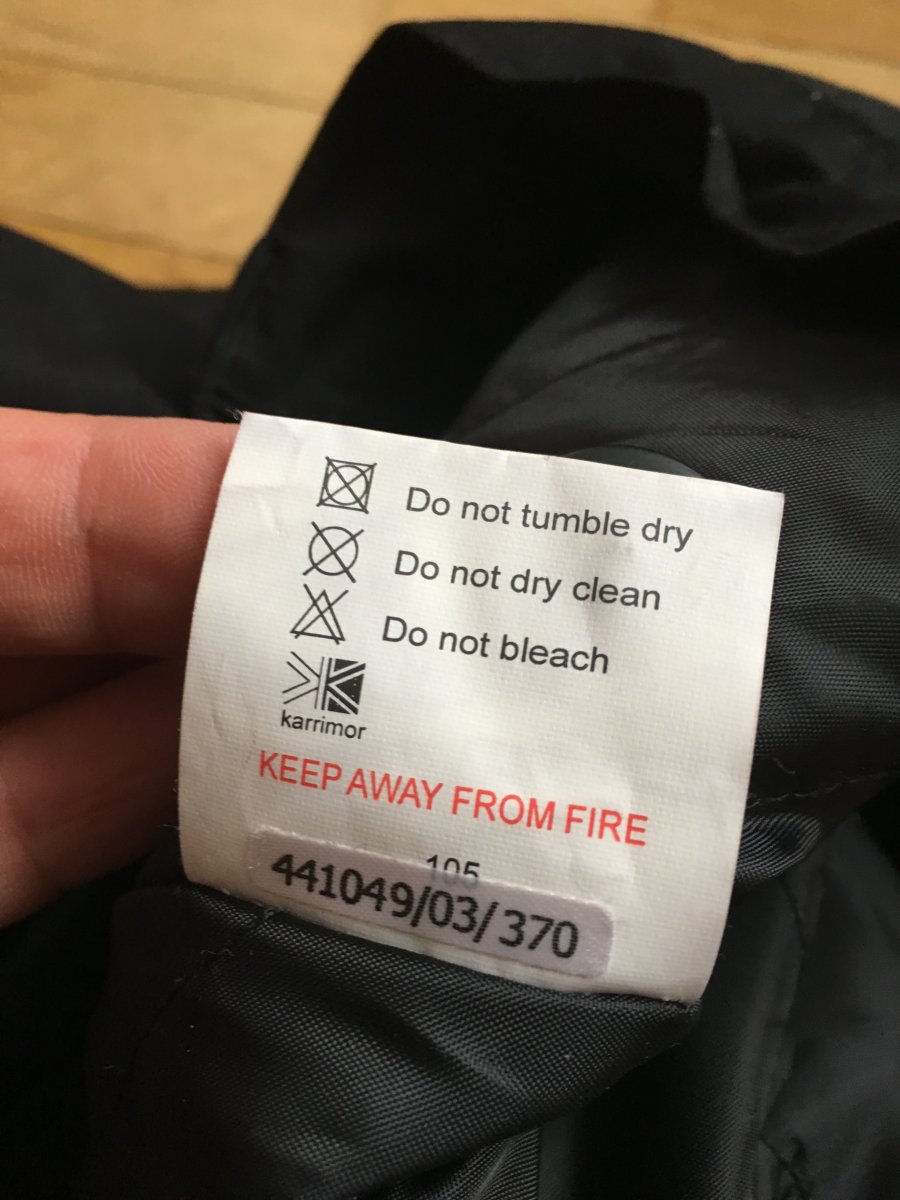 Do not tumble dry
Do not dry clean
Do not bleach
karrimor
KEEP AWAY FROM FIRE
105
441049/03/370